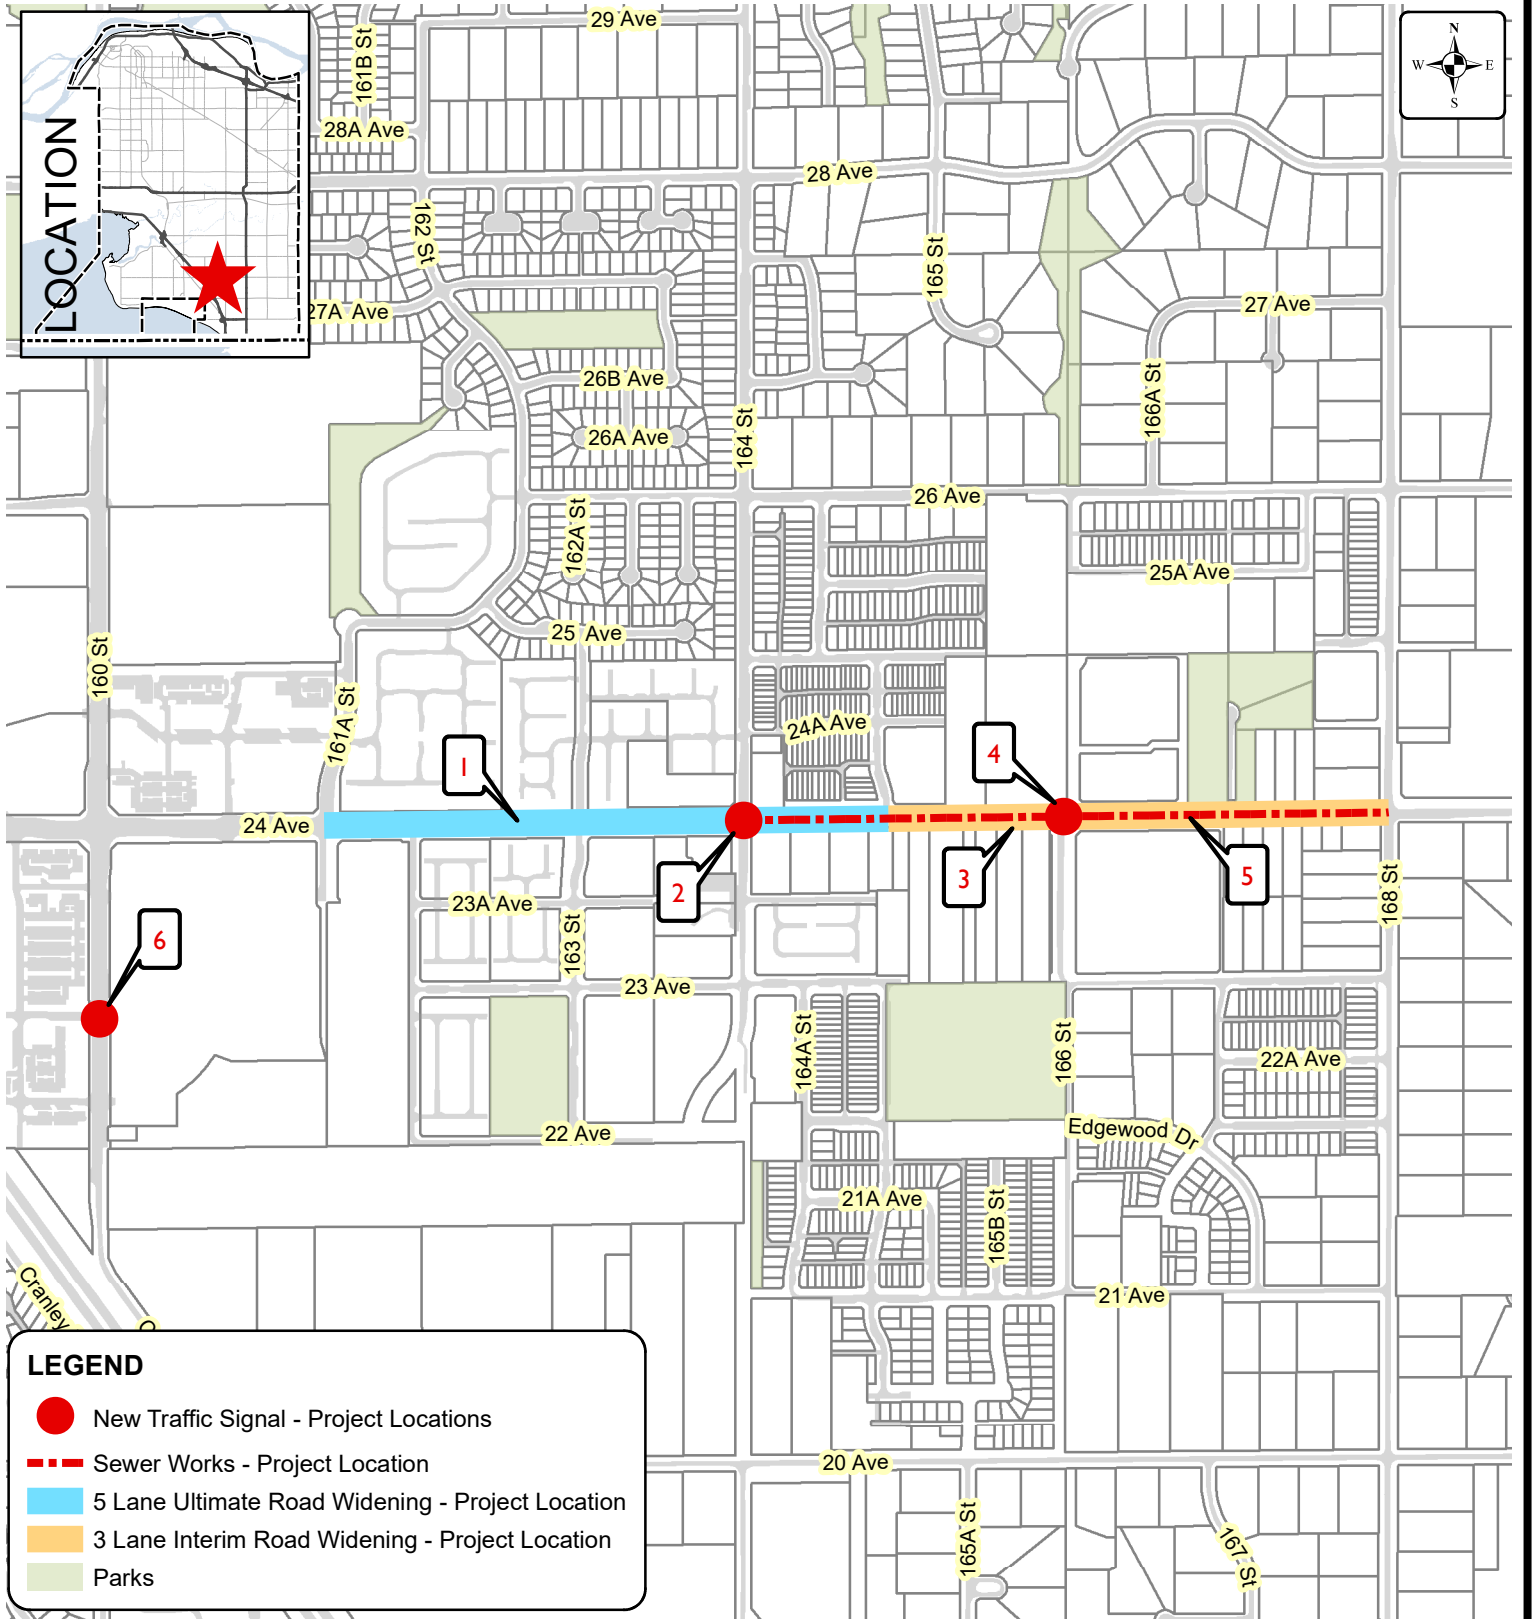 29 Ave
161B St
N
W
E
S
28A Ave
28 Ave
LOCATION
162 St
165 St
27A Ave
27 Ave
26B Ave
166A St
26A Ave
164 St
26 Ave
162A St
25A Ave
25 Ave
160 St
161A St
24A Ave
1
4
24 Ave
2
3
5
168 St
23A Ave
163 St
6
23 Ave
164A St
166 St
22A Ave
22 Ave
Edgewood Dr
21A Ave
165B St
21 Ave
Cranley
LEGEND
New Traffic Signal - Project Locations
Sewer Works - Project Location
5 Lane Ultimate Road Widening - Project Location
3 Lane Interim Road Widening - Project Location
Parks
20 Ave
165A St
167 St